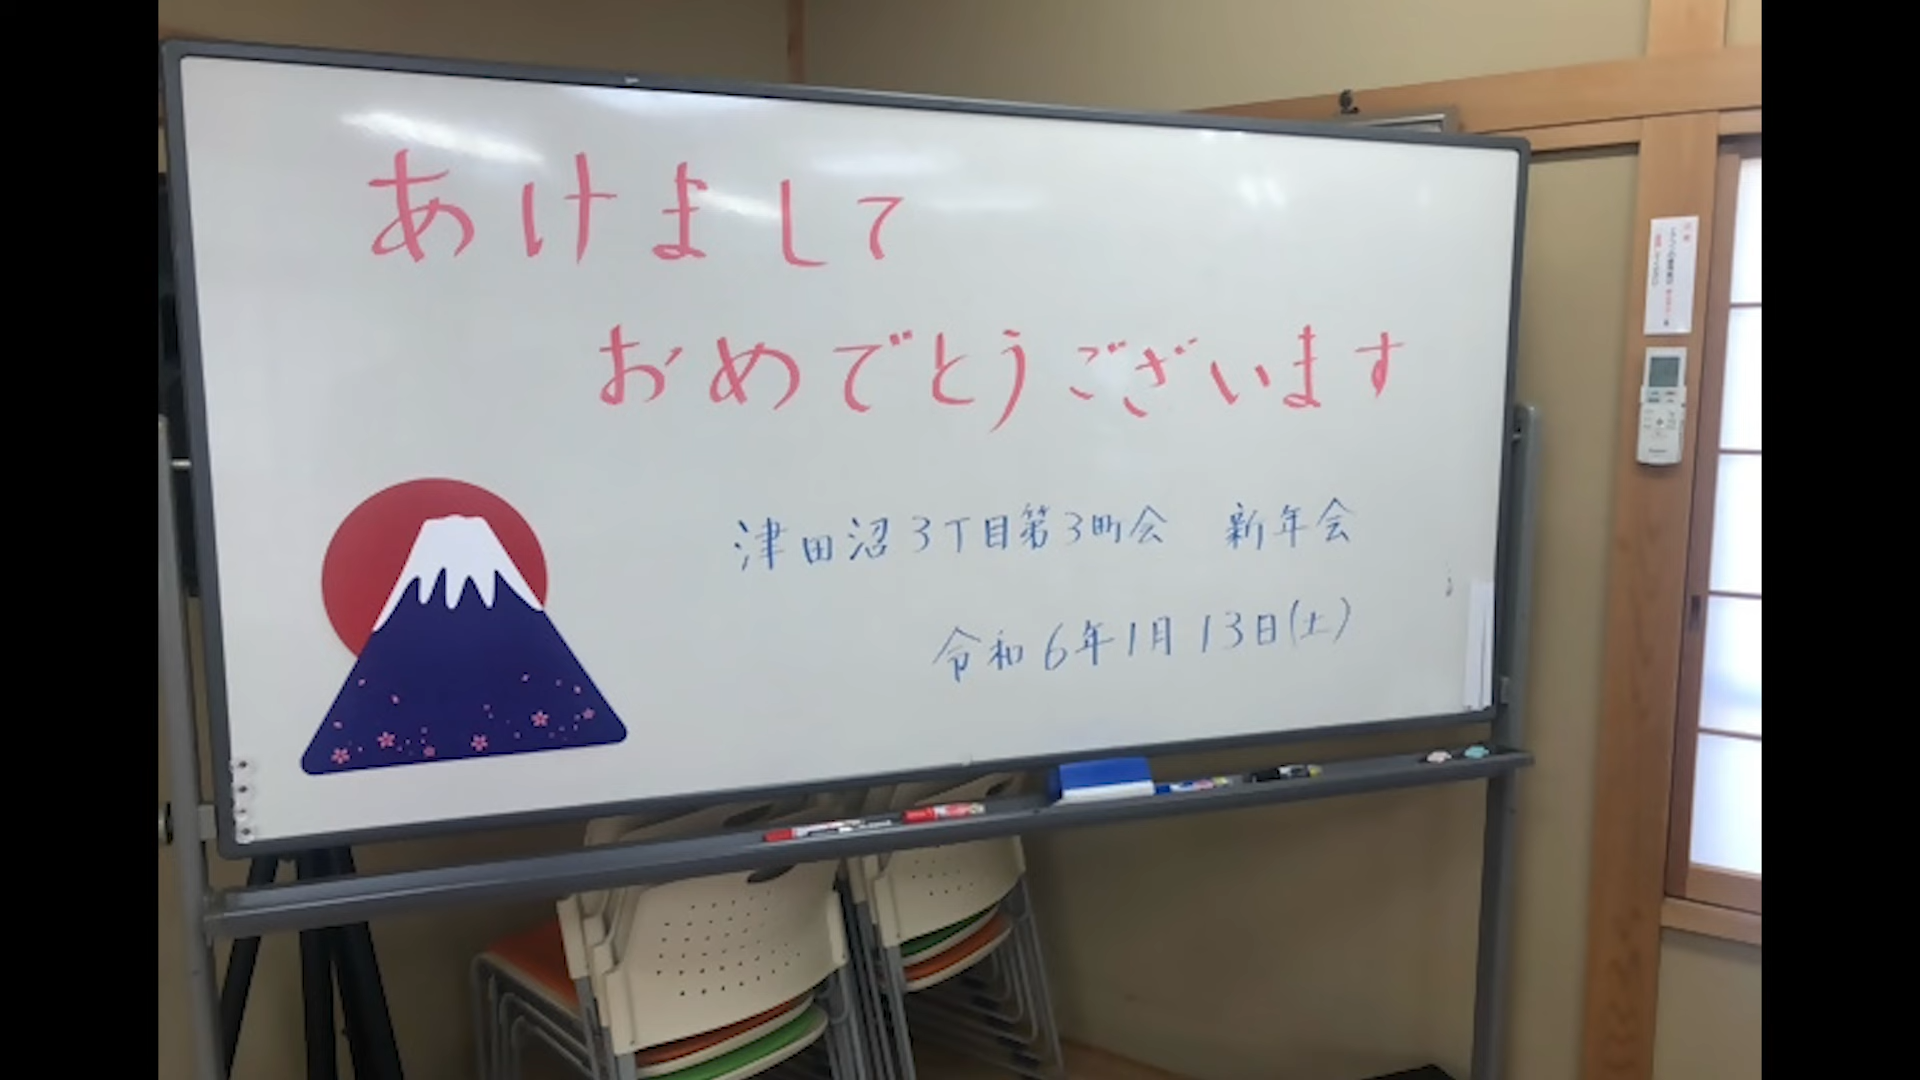 あけまして
おめでとうございます
津田沼3丁目第3町会 新年会
令和6年1月13日(土)